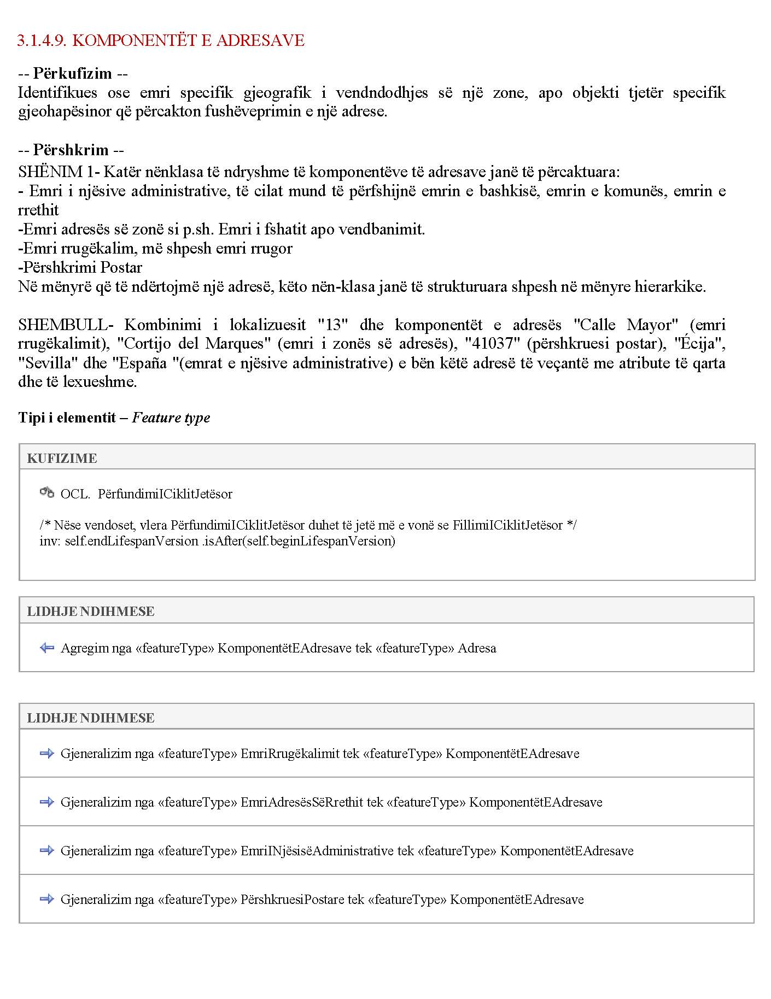 3.1.4.9. KOMPONENTËT E ADRESAVE
-- Përkufizim --
Identifikues ose emri specifik gjeografik i vendndodhjes së një zone, apo objekti tjetër specifik
gjeohapësinor që përcakton fushëveprimin e një adrese.
-- Përshkrim --
SHËNIM 1- Katër nënklasa të ndryshme të komponentëve të adresave janë të përcaktuara:
- Emri i njësive administrative, të cilat mund të përfshijnë emrin e bashkisë, emrin e komunës, emrin e
rrethit
-Emri adresës së zonë si p.sh. Emri i fshatit apo vendbanimit.
-Emri rrugëkalim, më shpesh emri rrugor
-Përshkrimi Postar
Në mënyrë që të ndërtojmë një adresë, këto nën-klasa janë të strukturuara shpesh në mënyre hierarkike.
SHEMBULL- Kombinimi i lokalizuesit "13" dhe komponentët e adresës "Calle Mayor" (emri
rrugëkalimit), "Cortijo del Marques" (emri i zonës së adresës), "41037" (përshkruesi postar), "Écija",
"Sevilla" dhe "España "(emrat e njësive administrative) e bën këtë adresë të veçantë me atribute të qarta
dhe të lexueshme.
Tipi i elementit – Feature type
KUFIZIME
OCL. PërfundimiICiklitJetësor
/* Nëse vendoset, vlera PërfundimiICiklitJetësor duhet të jetë më e vonë se FillimiICiklitJetësor */
inv: self.endLifespanVersion .isAfter(self.beginLifespanVersion)
LIDHJE NDIHMESE
Agregim nga «featureType» KomponentëtEAdresave tek «featureType» Adresa
LIDHJE NDIHMESE
Gjeneralizim nga «featureType» EmriRrugëkalimit tek «featureType» KomponentëtEAdresave
Gjeneralizim nga «featureType» EmriAdresësSëRrethit tek «featureType» KomponentëtEAdresave
Gjeneralizim nga «featureType» EmriINjësisëAdministrative tek «featureType» KomponentëtEAdresave
Gjeneralizim nga «featureType» PërshkruesiPostare tek «featureType» KomponentëtEAdresave